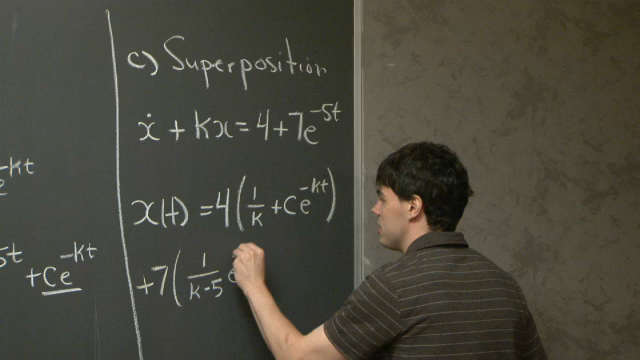 e^{-kt}
5t + ce^{-kt}
c) Superposition
ẋ + kx = 4 + 7e^{-5t}
x(t) = 4(1/k + ce^{-kt})
+7(1/(k-5) e